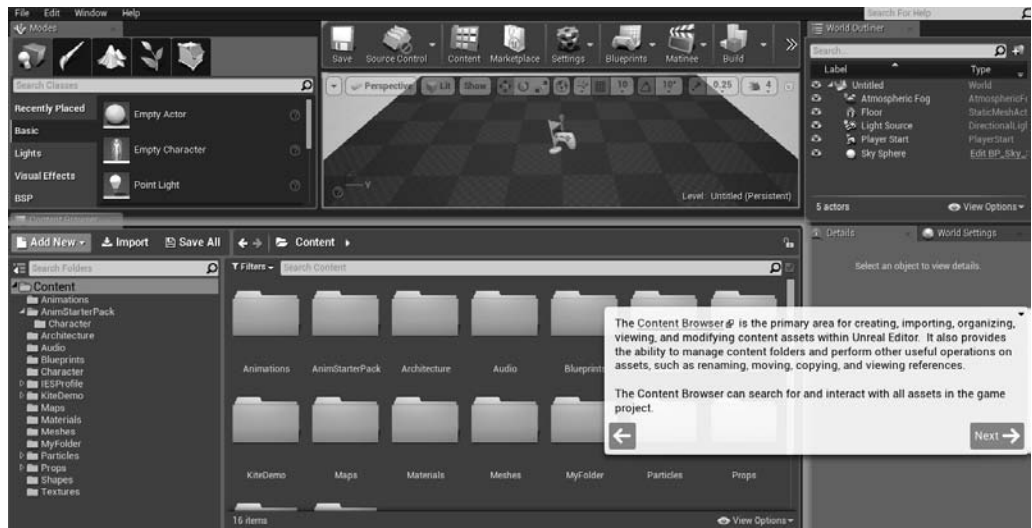 File Edit Window Help
Search For Help
Modes
Search Classes
Recently Placed
Basic
Lights
Visual Effects
BSP
Empty Actor
Empty Character
Point Light
Save Source Control Content Marketplace Settings Blueprints Matinee Build
Perspective Lit Show 10 10° 0.25 4
Y
Level: Untitled (Persistent)
World Outliner
Search...
Label Type
Untitled World
Atmospheric Fog AtmosphericF
Floor StaticMeshAct
Light Source DirectionalLigh
Player Start PlayerStart
Sky Sphere Edit BP_Sky_
5 actors View Options
Content Browser
Add New Import Save All Content
Search Folders
Filters Search Content
Content
Animations
AnimStarterPack
Character
Architecture
Audio
Blueprints
Character
IESProfile
KiteDemo
Maps
Materials
Meshes
MyFolder
Particles
Props
Shapes
Textures
Animations AnimStarterPack Architecture Audio Blueprints
KiteDemo Maps Materials Meshes MyFolder Particles Props
16 items View Options
Details World Settings
Select an object to view details.
The Content Browser is the primary area for creating, importing, organizing,
viewing, and modifying content assets within Unreal Editor. It also provides
the ability to manage content folders and perform other useful operations on
assets, such as renaming, moving, copying, and viewing references.
The Content Browser can search for and interact with all assets in the game
project.
Next